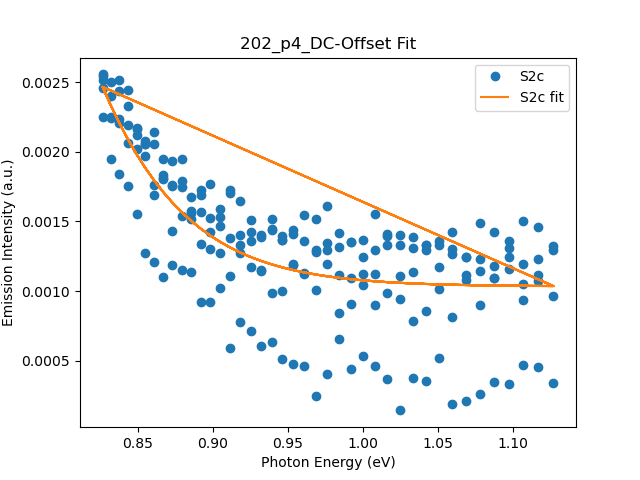 202_p4_DC-Offset Fit
S2c
S2c fit
0.0025
0.0020
0.0015
0.0010
0.0005
Emission Intensity (a.u.)
0.85 0.90 0.95 1.00 1.05 1.10
Photon Energy (eV)